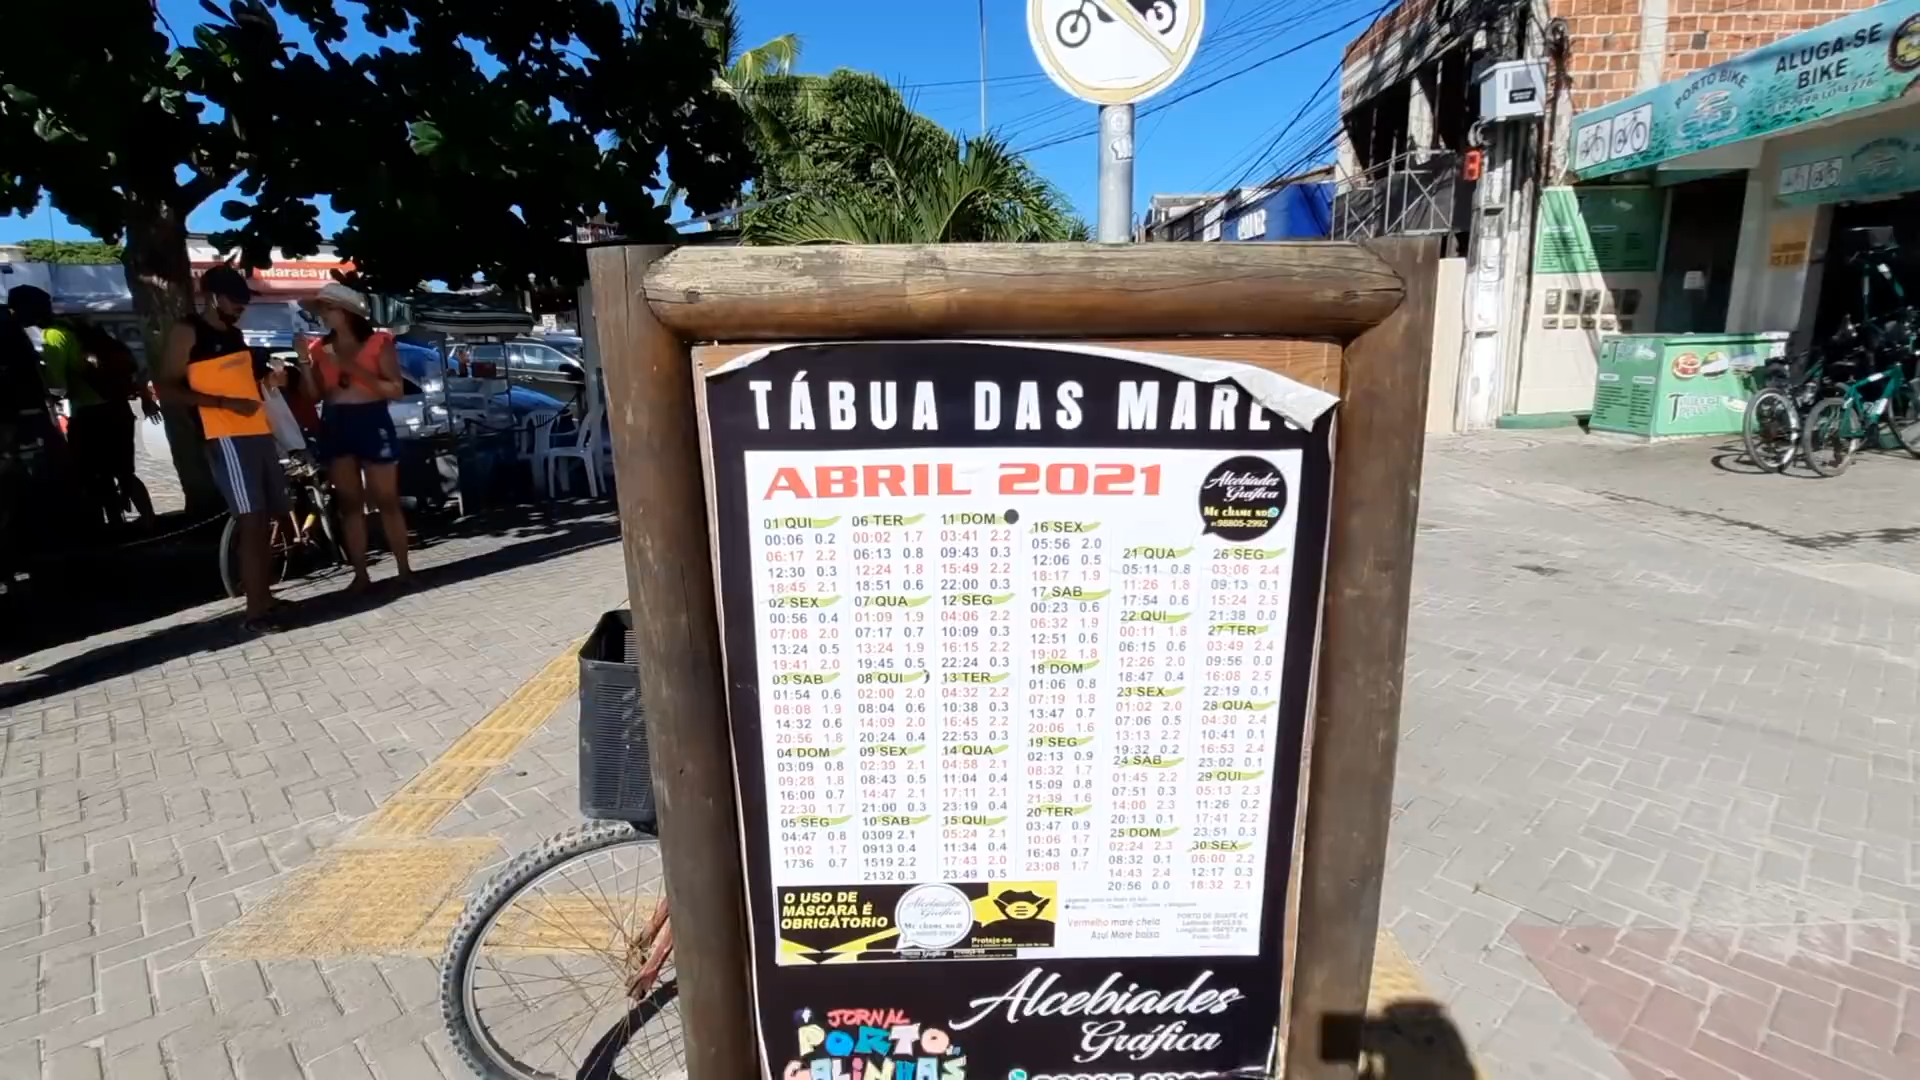 ALUGA-SE
BIKE
PORTO BIKE
Maracaý
TÁBUA DAS MARÉS
ABRIL 2021
Alcebiades
Gráfica
Me chame no
98805-2992
01 QUI
00:06 0.2
06:17 2.2
12:30 0.3
18:45 2.1
02 SEX
00:56 0.4
07:08 2.0
13:24 0.5
19:41 2.0
03 SAB
01:54 0.6
08:08 1.9
14:32 0.6
20:56 1.8
04 DOM
03:09 0.8
09:28 1.8
16:00 0.7
22:30 1.7
05 SEG
04:47 0.8
1102 1.7
1736 0.7
06 TER
00:02 1.7
06:13 0.8
12:24 1.8
18:51 0.6
07 QUA
01:09 1.9
07:17 0.7
13:24 1.9
19:45 0.5
08 QUI
02:00 2.0
08:04 0.6
14:09 2.0
20:24 0.4
09 SEX
02:39 2.1
08:43 0.5
14:47 2.1
21:00 0.3
10 SAB
0309 2.1
0913 0.4
1519 2.2
2132 0.3
11 DOM
03:41 2.2
09:43 0.3
15:49 2.2
22:00 0.3
12 SEG
04:06 2.2
10:09 0.3
16:15 2.2
22:24 0.3
13 TER
04:32 2.2
10:38 0.3
16:45 2.2
22:53 0.3
14 QUA
04:58 2.1
11:04 0.4
17:11 2.1
23:19 0.4
15 QUI
05:24 2.1
11:34 0.4
17:43 2.0
23:49 0.5
16 SEX
05:56 2.0
12:06 0.5
18:17 1.9
17 SAB
00:23 0.6
06:32 1.9
12:51 0.6
19:02 1.8
18 DOM
01:06 0.8
07:19 1.8
13:47 0.7
20:06 1.6
19 SEG
02:13 0.9
08:32 1.7
15:09 0.8
21:39 1.6
20 TER
03:47 0.9
10:06 1.7
16:43 0.7
23:08 1.7
21 QUA
05:11 0.8
11:26 1.8
17:54 0.6
22 QUI
00:11 1.8
06:15 0.6
12:26 2.0
18:47 0.4
23 SEX
01:02 2.0
07:06 0.5
13:13 2.2
19:32 0.2
24 SAB
01:45 2.2
07:51 0.3
14:00 2.3
20:13 0.1
25 DOM
02:24 2.3
08:32 0.1
14:43 2.4
20:56 0.0
26 SEG
03:06 2.4
09:13 0.1
15:24 2.5
21:38 0.0
27 TER
03:49 2.4
09:56 0.0
16:08 2.5
22:19 0.1
28 QUA
04:30 2.4
10:41 0.1
16:53 2.4
23:02 0.1
29 QUI
05:13 2.3
11:26 0.2
17:41 2.2
23:51 0.3
30 SEX
06:00 2.2
12:17 0.3
18:32 2.1
O USO DE
MÁSCARA É
OBRIGATÓRIO
Alcebiades
Gráfica
Me chame no
Proteja-se
Vermelho maré cheia
Azul Mare baixa
PORTO DE SUAPE-PE
JORNAL
PORTO
GALINHAS
Alcebiades
Gráfica